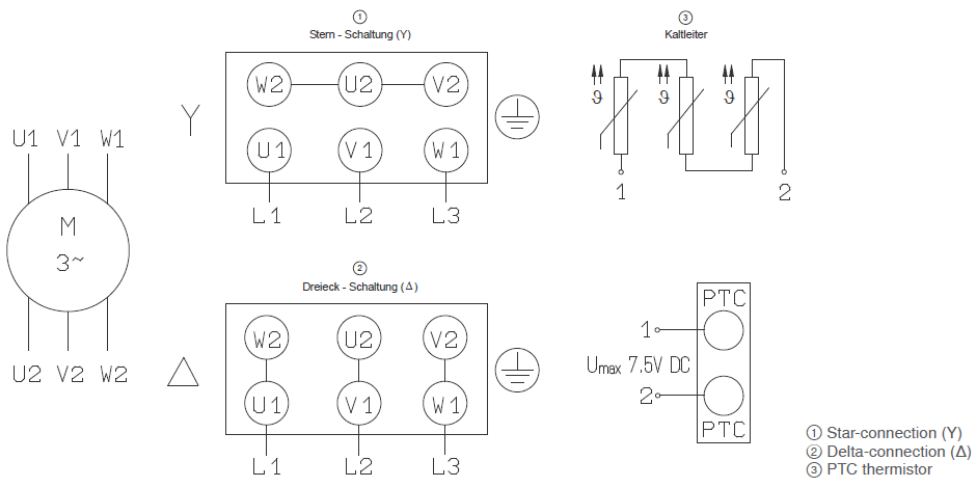 ①
Stern - Schaltung (Y)
W2 U2 V2
Y
U1 V1 W1
L1 L2 L3
③
Kaltleiter
ϑ ϑ ϑ
1 2
U1 V1 W1
M
3~
U2 V2 W2
②
Dreieck - Schaltung (Δ)
W2 U2 V2
Δ
U1 V1 W1
L1 L2 L3
PTC
1
Umax 7.5V DC
2
PTC
① Star-connection (Y)
② Delta-connection (Δ)
③ PTC thermistor